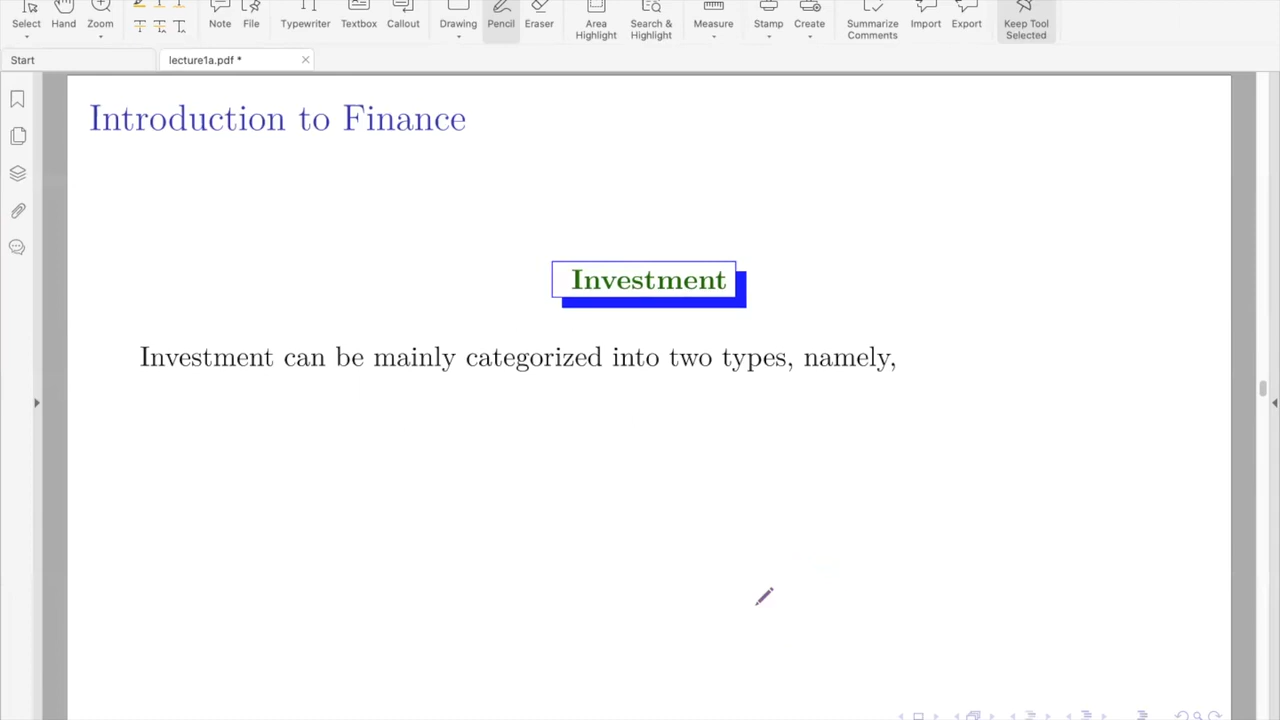 Select Hand Zoom Note File Typewriter Textbox Callout Drawing Pencil Eraser Area Highlight Search & Highlight Measure Stamp Create Summarize Comments Import Export Keep Tool Selected
Start lecture1a.pdf *
Introduction to Finance
Investment
Investment can be mainly categorized into two types, namely,